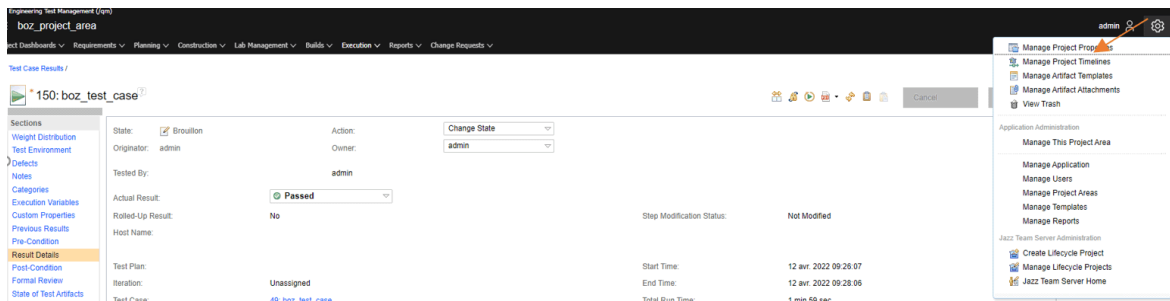 Engineering Test Management (/qm)
boz_project_area
admin
ect Dashboards Requirements Planning Construction Lab Management Builds Execution Reports Change Requests
Manage Project Properties
Manage Project Timelines
Manage Artifact Templates
Manage Artifact Attachments
View Trash
Application Administration
Manage This Project Area
Manage Application
Manage Users
Manage Project Areas
Manage Templates
Manage Reports
Jazz Team Server Administration
Create Lifecycle Project
Manage Lifecycle Projects
Jazz Team Server Home
Test Case Results /
* 150: boz_test_case ?
Cancel
Sections
Weight Distribution
Test Environment
Defects
Notes
Categories
Execution Variables
Custom Properties
Previous Results
Pre-Condition
Result Details
Post-Condition
Formal Review
State of Test Artifacts
State: Brouillon Action: Change State
Originator: admin Owner: admin
Tested By: admin
Actual Result: Passed
Rolled-Up Result: No Step Modification Status: Not Modified
Host Name:
Test Plan: Start Time: 12 avr. 2022 09:26:07
Iteration: Unassigned End Time: 12 avr. 2022 09:28:06
Test Case: 49: boz_test_case Total Run Time: 1 min 59 sec